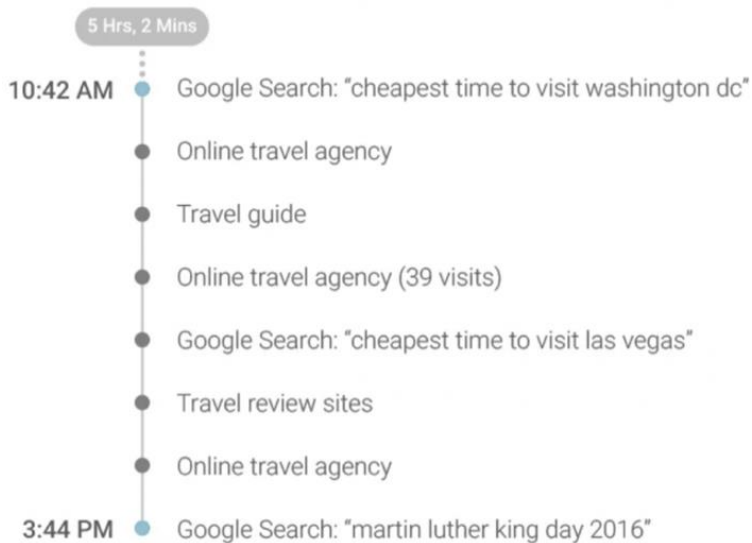 5 Hrs, 2 Mins
10:42 AM Google Search: “cheapest time to visit washington dc”
Online travel agency
Travel guide
Online travel agency (39 visits)
Google Search: “cheapest time to visit las vegas”
Travel review sites
Online travel agency
3:44 PM Google Search: “martin luther king day 2016”